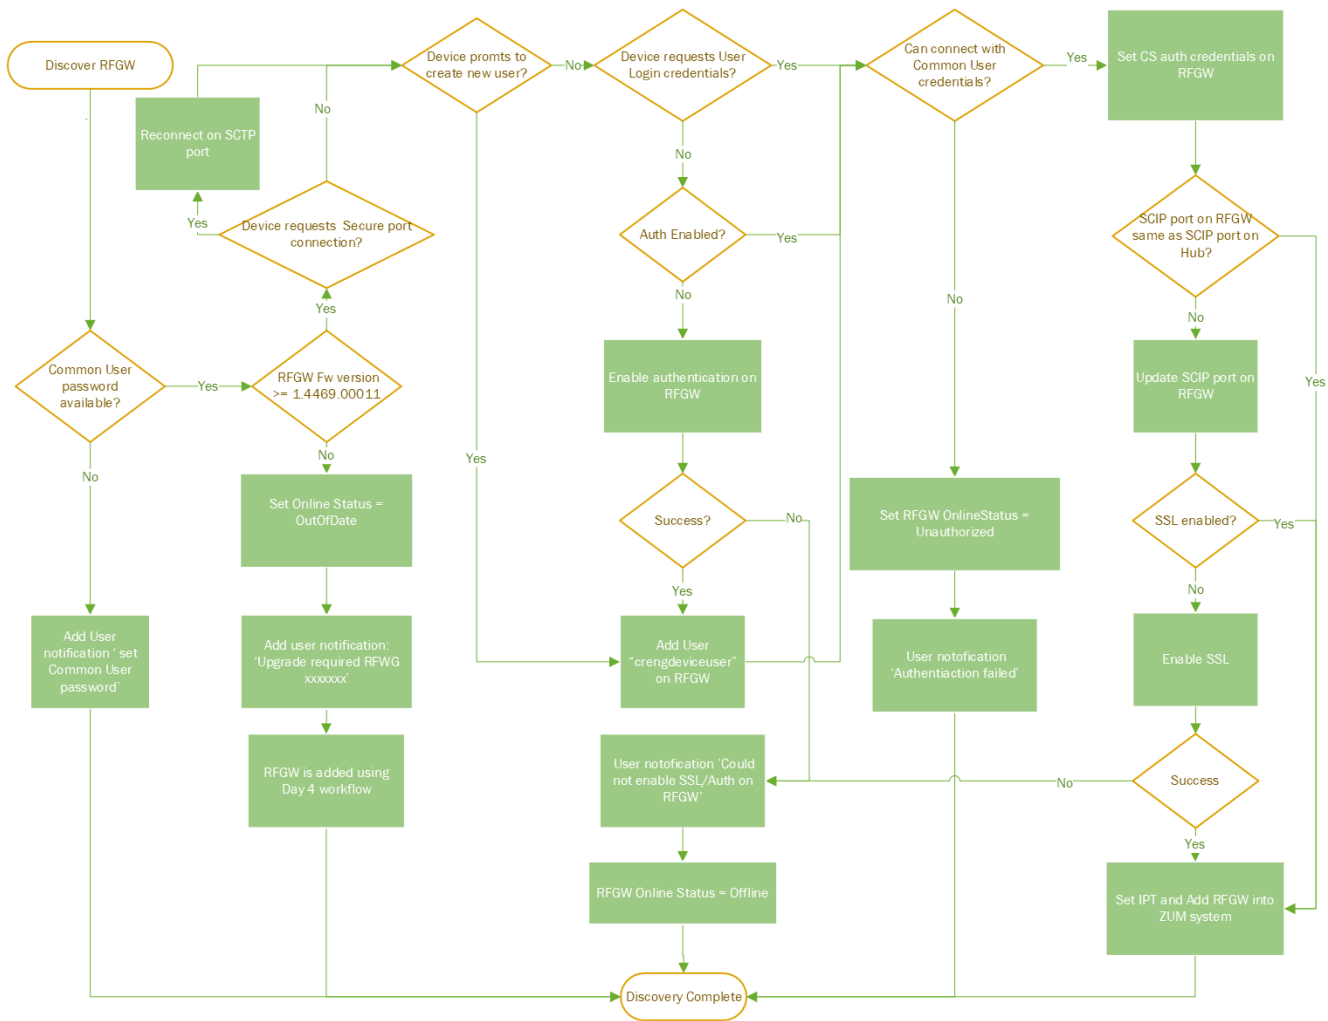 Discover RFGW
Device promts to
create new user?
No
Device requests User
Login credentials?
Yes
Can connect with
Common User
credentials?
Yes
Set CS auth credentials on
RFGW
Reconnect on SCTP
port
No
Yes
Device requests  Secure port
connection?
No
Auth Enabled?
Yes
No
SCIP port on RFGW
same as SCIP port on
Hub?
Yes
No
Common User
password
available?
Yes
RFGW Fw version
>= 1.4469.00011
Yes
No
Set Online Status =
OutOfDate
Add user notification:
‘Upgrade required RFWG
xxxxxxx’
RFGW is added using
Day 4 workflow
No
Add User
notification ‘ set
Common User
password’
Yes
Enable authentication on
RFGW
Success?
No
Yes
Add User
“crengdeviceuser”
on RFGW
User notofication ‘Could
not enable SSL/Auth on
RFGW’
RFGW Online Status = Offline
No
Set RFGW OnlineStatus =
Unauthorized
User notofication
‘Authentiaction failed’
Update SCIP port on
RFGW
SSL enabled?
Yes
No
Enable SSL
Success
No
Yes
Set IPT and Add RFGW into
ZUM system
Discovery Complete